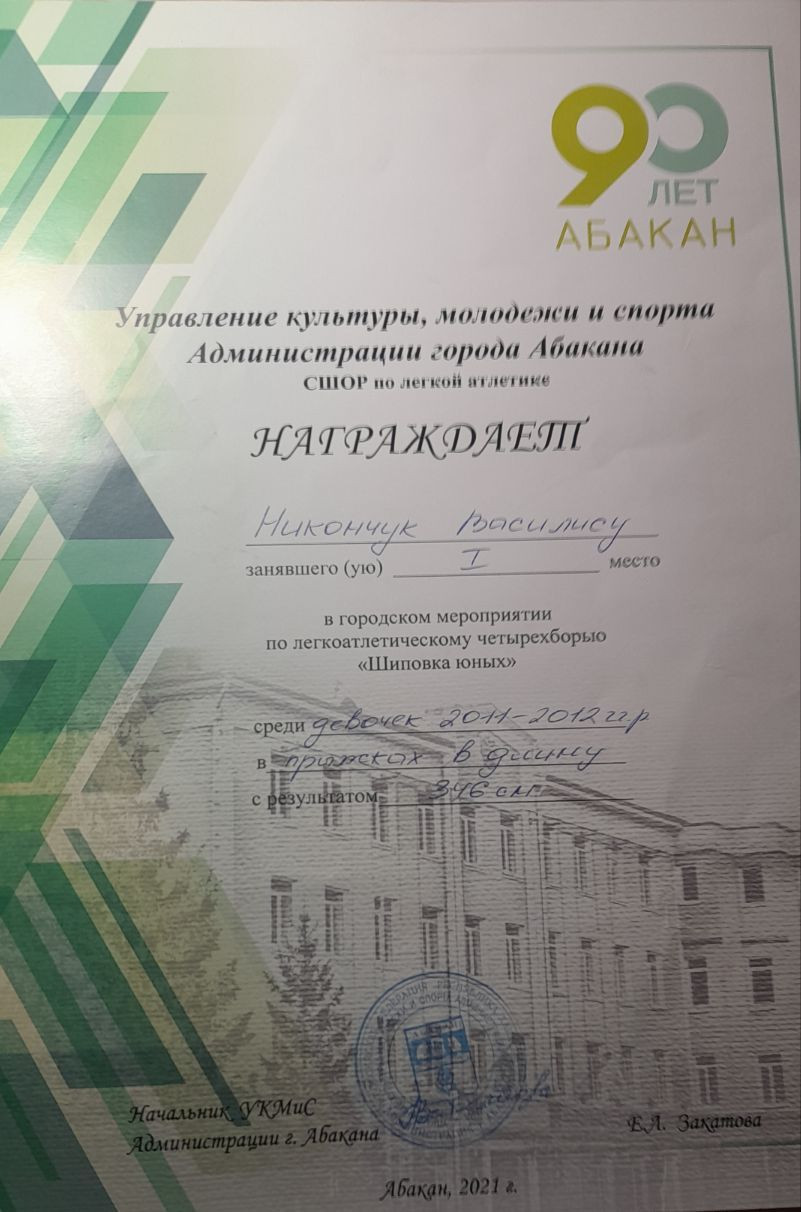 90
ЛЕТ
АБАКАН
Управление культуры, молодежи и спорта
Администрации города Абакана
СШОР по легкой атлетике
НАГРАЖДАЕТ
Никончук Василису
занявшего (ую) I место
в городском мероприятии
по легкоатлетическому четырехборью
«Шиповка юных»
среди девочек 2011-2012 гг.р
в прыжках в длину
с результатом 346 см
Начальник УКМиС
Администрации г. Абакана
Е.Л. Закатова
Абакан, 2021 г.